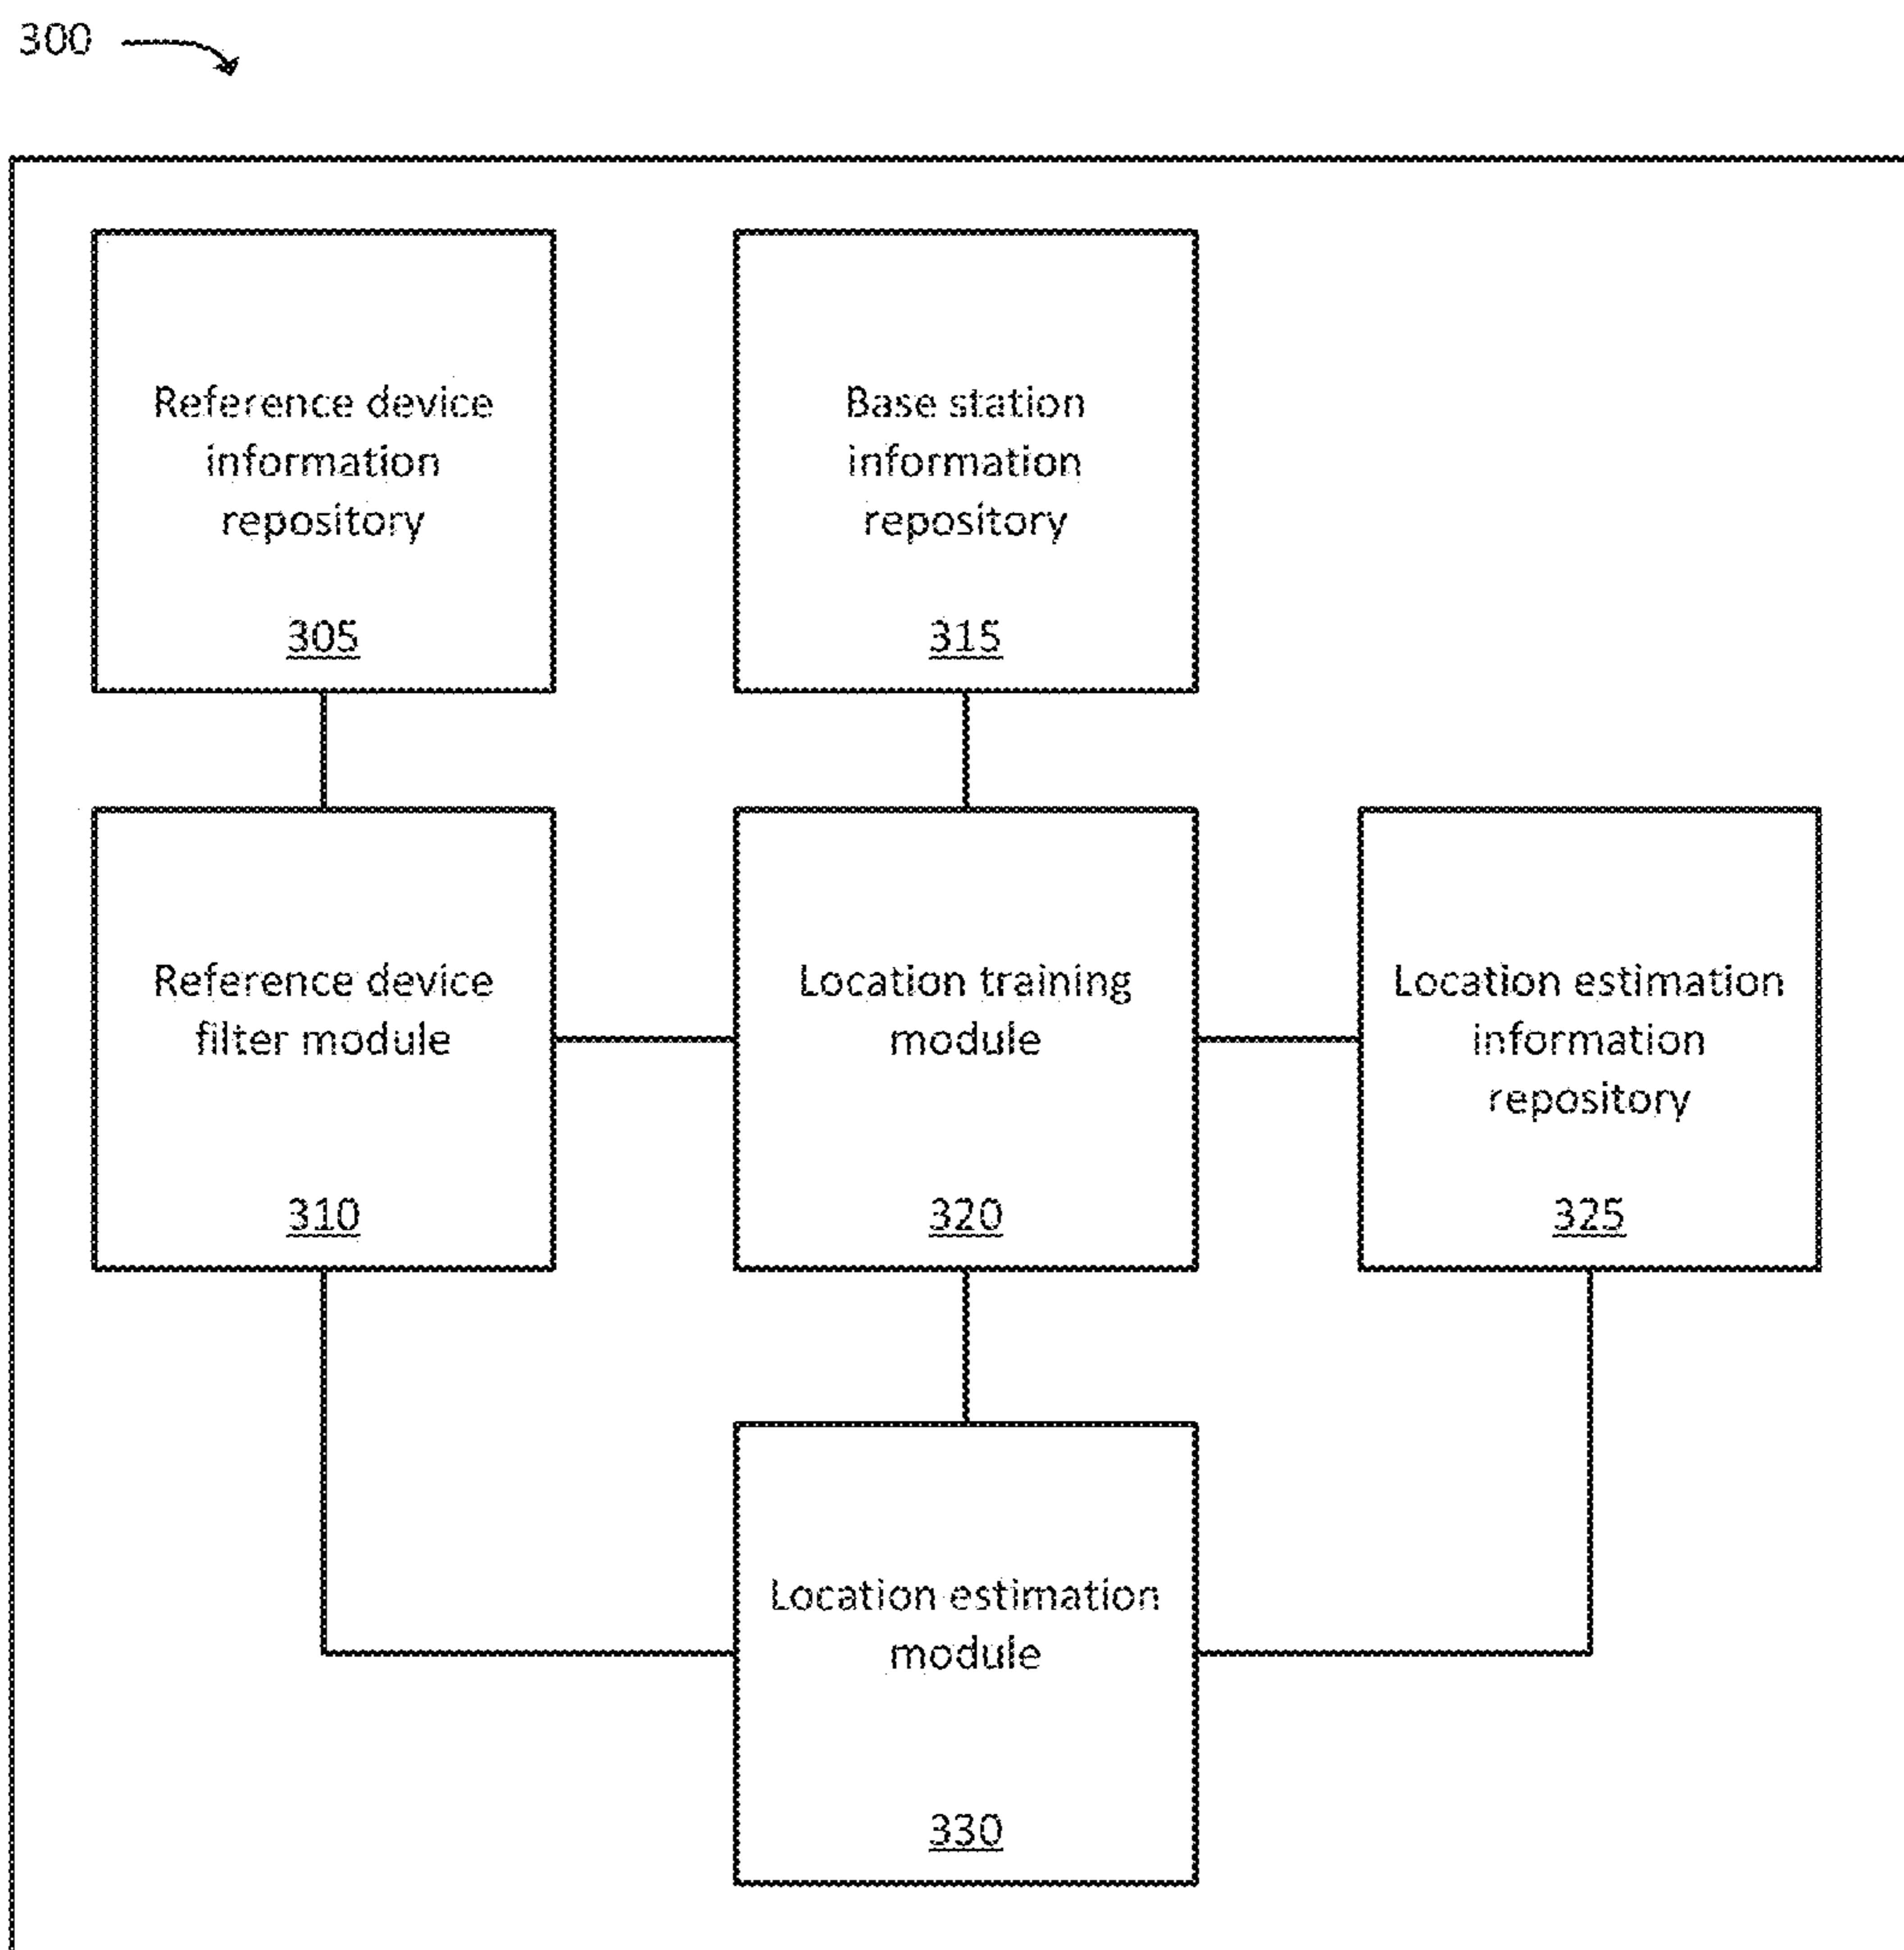 300
Reference device
information
repository
305
Base station
information
repository
315
Reference device
filter module
310
Location training
module
320
Location estimation
information
repository
325
Location estimation
module
330